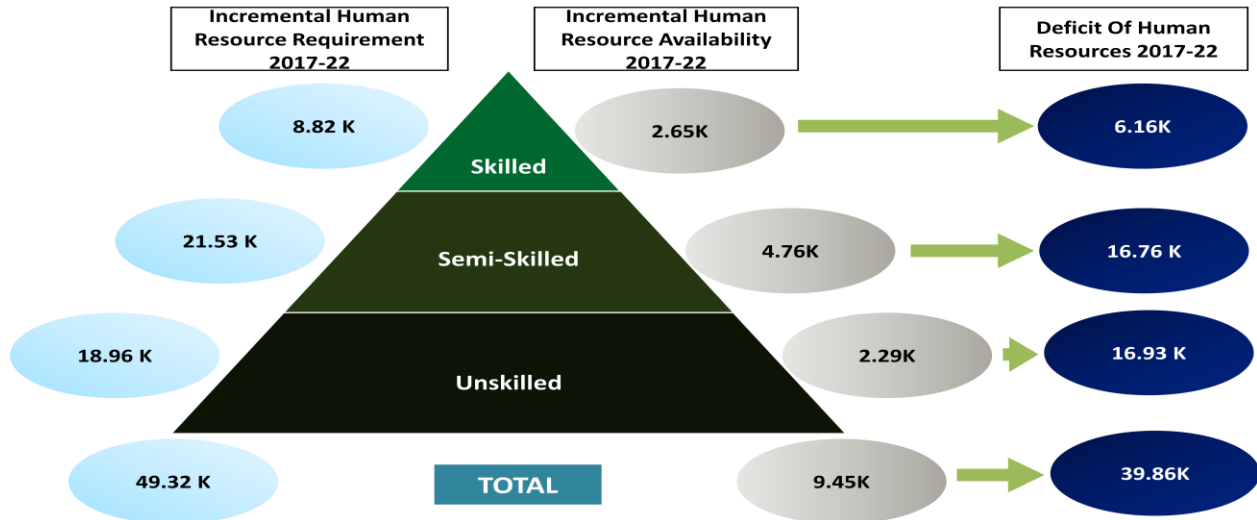 Incremental Human
Resource Requirement
2017-22
Incremental Human
Resource Availability
2017-22
Deficit Of Human
Resources 2017-22
8.82 K
Skilled
2.65K
6.16K
21.53 K
Semi-Skilled
4.76K
16.76 K
18.96 K
Unskilled
2.29K
16.93 K
49.32 K
TOTAL
9.45K
39.86K